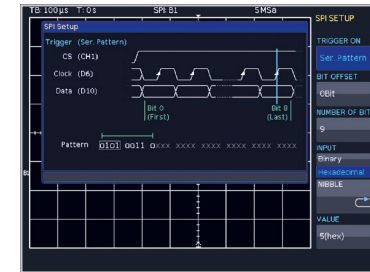 TB 100µs T: 0s SPI: B1 5MSa
SPI SETUP
SPI Setup
Trigger (Ser. Pattern)
CS (CH1)
Clock (D6)
Data (D10)
Bit 0
(First)
Bit 8
(Last)
Pattern 0101 0011 0xxx xxxx xxxx xxxx xxxx xxxx
TRIGGER ON
Ser. Pattern
BIT OFFSET
0Bit
NUMBER OF BIT
9
INPUT
Binary
Hexadecimal
NIBBLE
VALUE
5(hex)